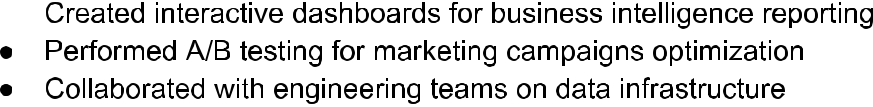 Created interactive dashboards for business intelligence reporting
● Performed A/B testing for marketing campaigns optimization
● Collaborated with engineering teams on data infrastructure